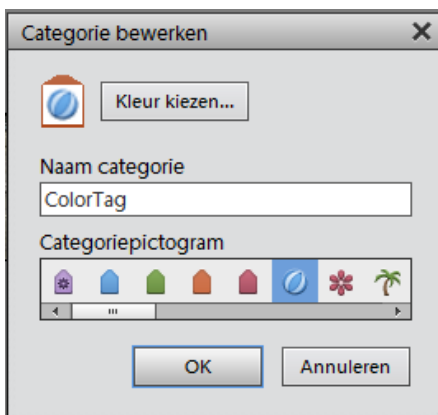 Categorie bewerken
Kleur kiezen...
Naam categorie
ColorTag
Categoriepictogram
OK
Annuleren